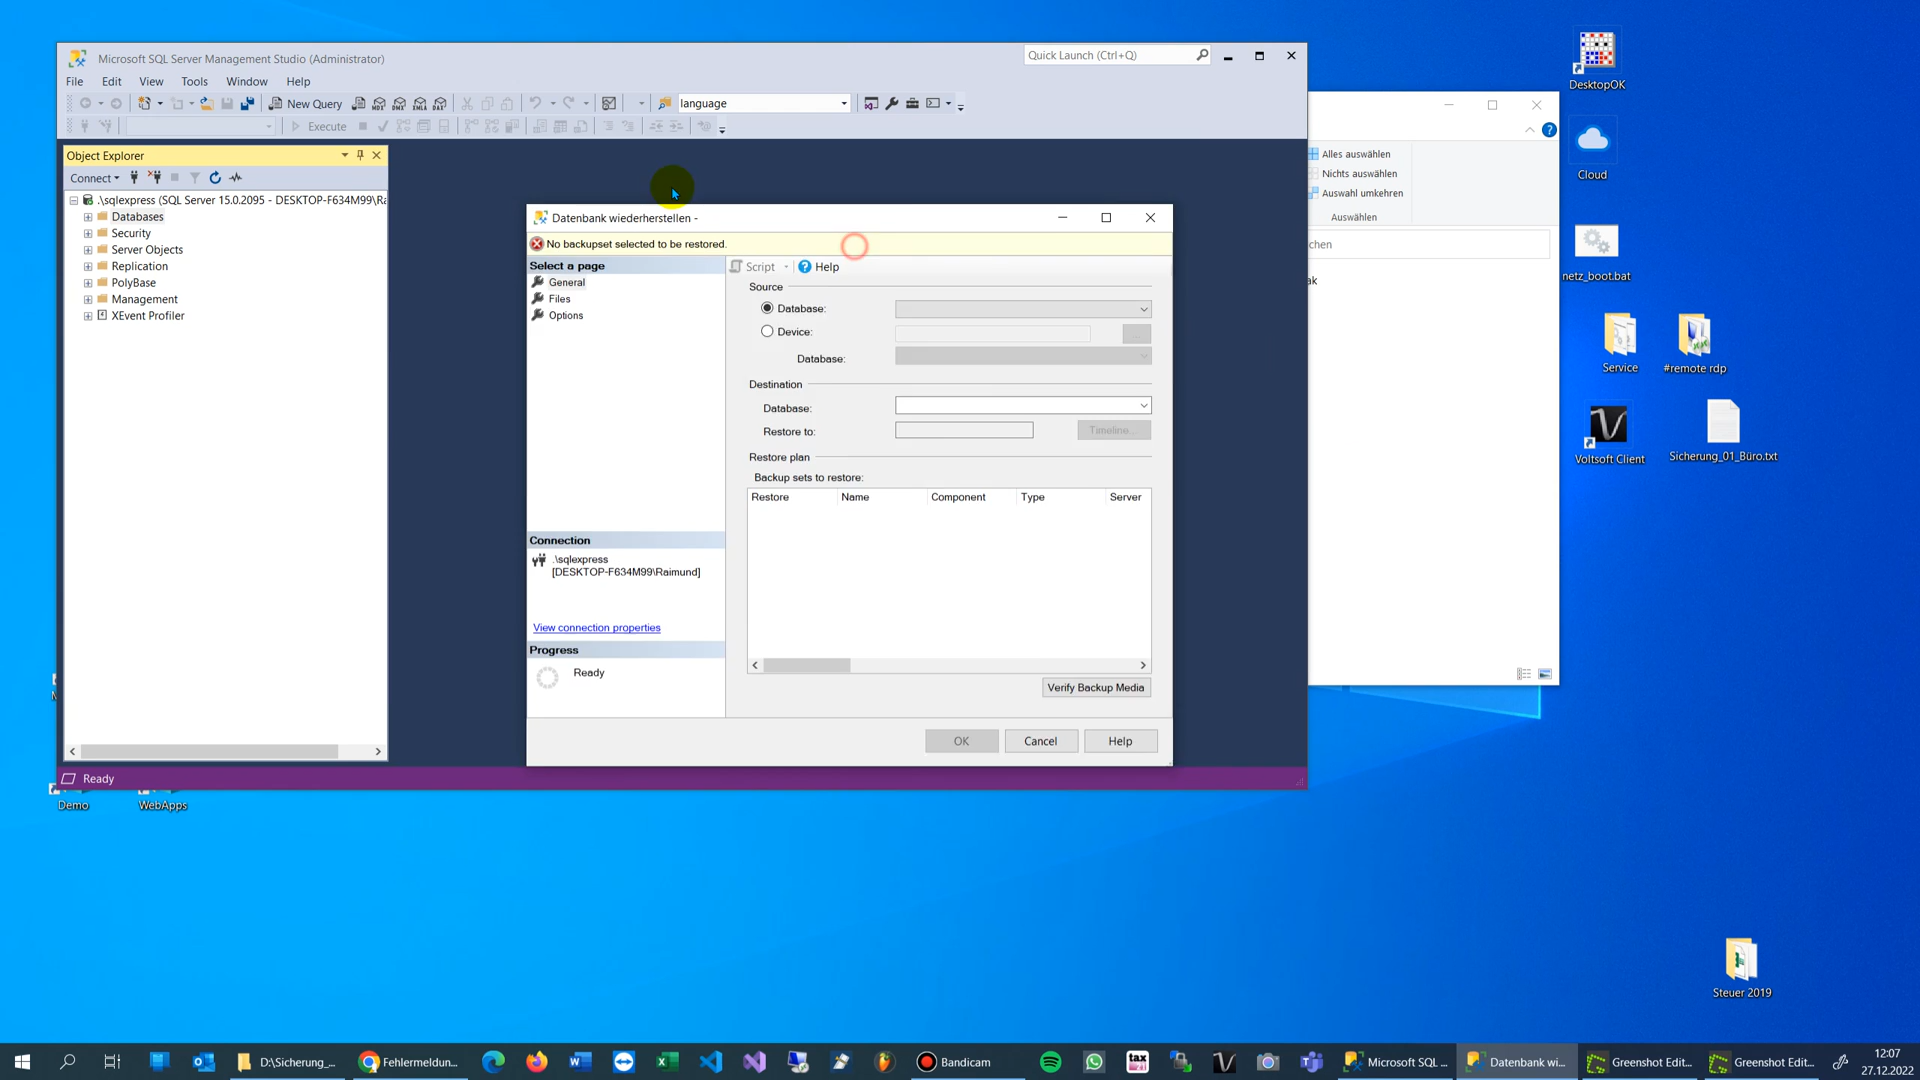 Microsoft SQL Server Management Studio (Administrator)
Quick Launch (Ctrl+Q)
File Edit View Tools Window Help
New Query
language
Execute
Object Explorer
Connect
.\sqlexpress (SQL Server 15.0.2095 - DESKTOP-F634M99\Ra
Databases
Security
Server Objects
Replication
PolyBase
Management
XEvent Profiler
Ready
Datenbank wiederherstellen -
No backupset selected to be restored.
Select a page
General
Files
Options
Script
Help
Source
Database:
Device:
...
Database:
Destination
Database:
Restore to:
Timeline...
Restore plan
Backup sets to restore:
Restore Name Component Type Server
Verify Backup Media
Connection
.\sqlexpress
[DESKTOP-F634M99\Raimund]
View connection properties
Progress
Ready
OK Cancel Help
Alles auswählen
Nichts auswählen
Auswahl umkehren
Auswählen
chen
ak
DesktopOK
Cloud
netz_boot.bat
Service
#remote rdp
Voltsoft Client
Sicherung_01_Büro.txt
Demo
WebApps
Steuer 2019
D:\Sicherung_...
Fehlermeldun...
Bandicam
tax
Microsoft SQL ...
Datenbank wi...
Greenshot Edit...
Greenshot Edit...
12:07
27.12.2022